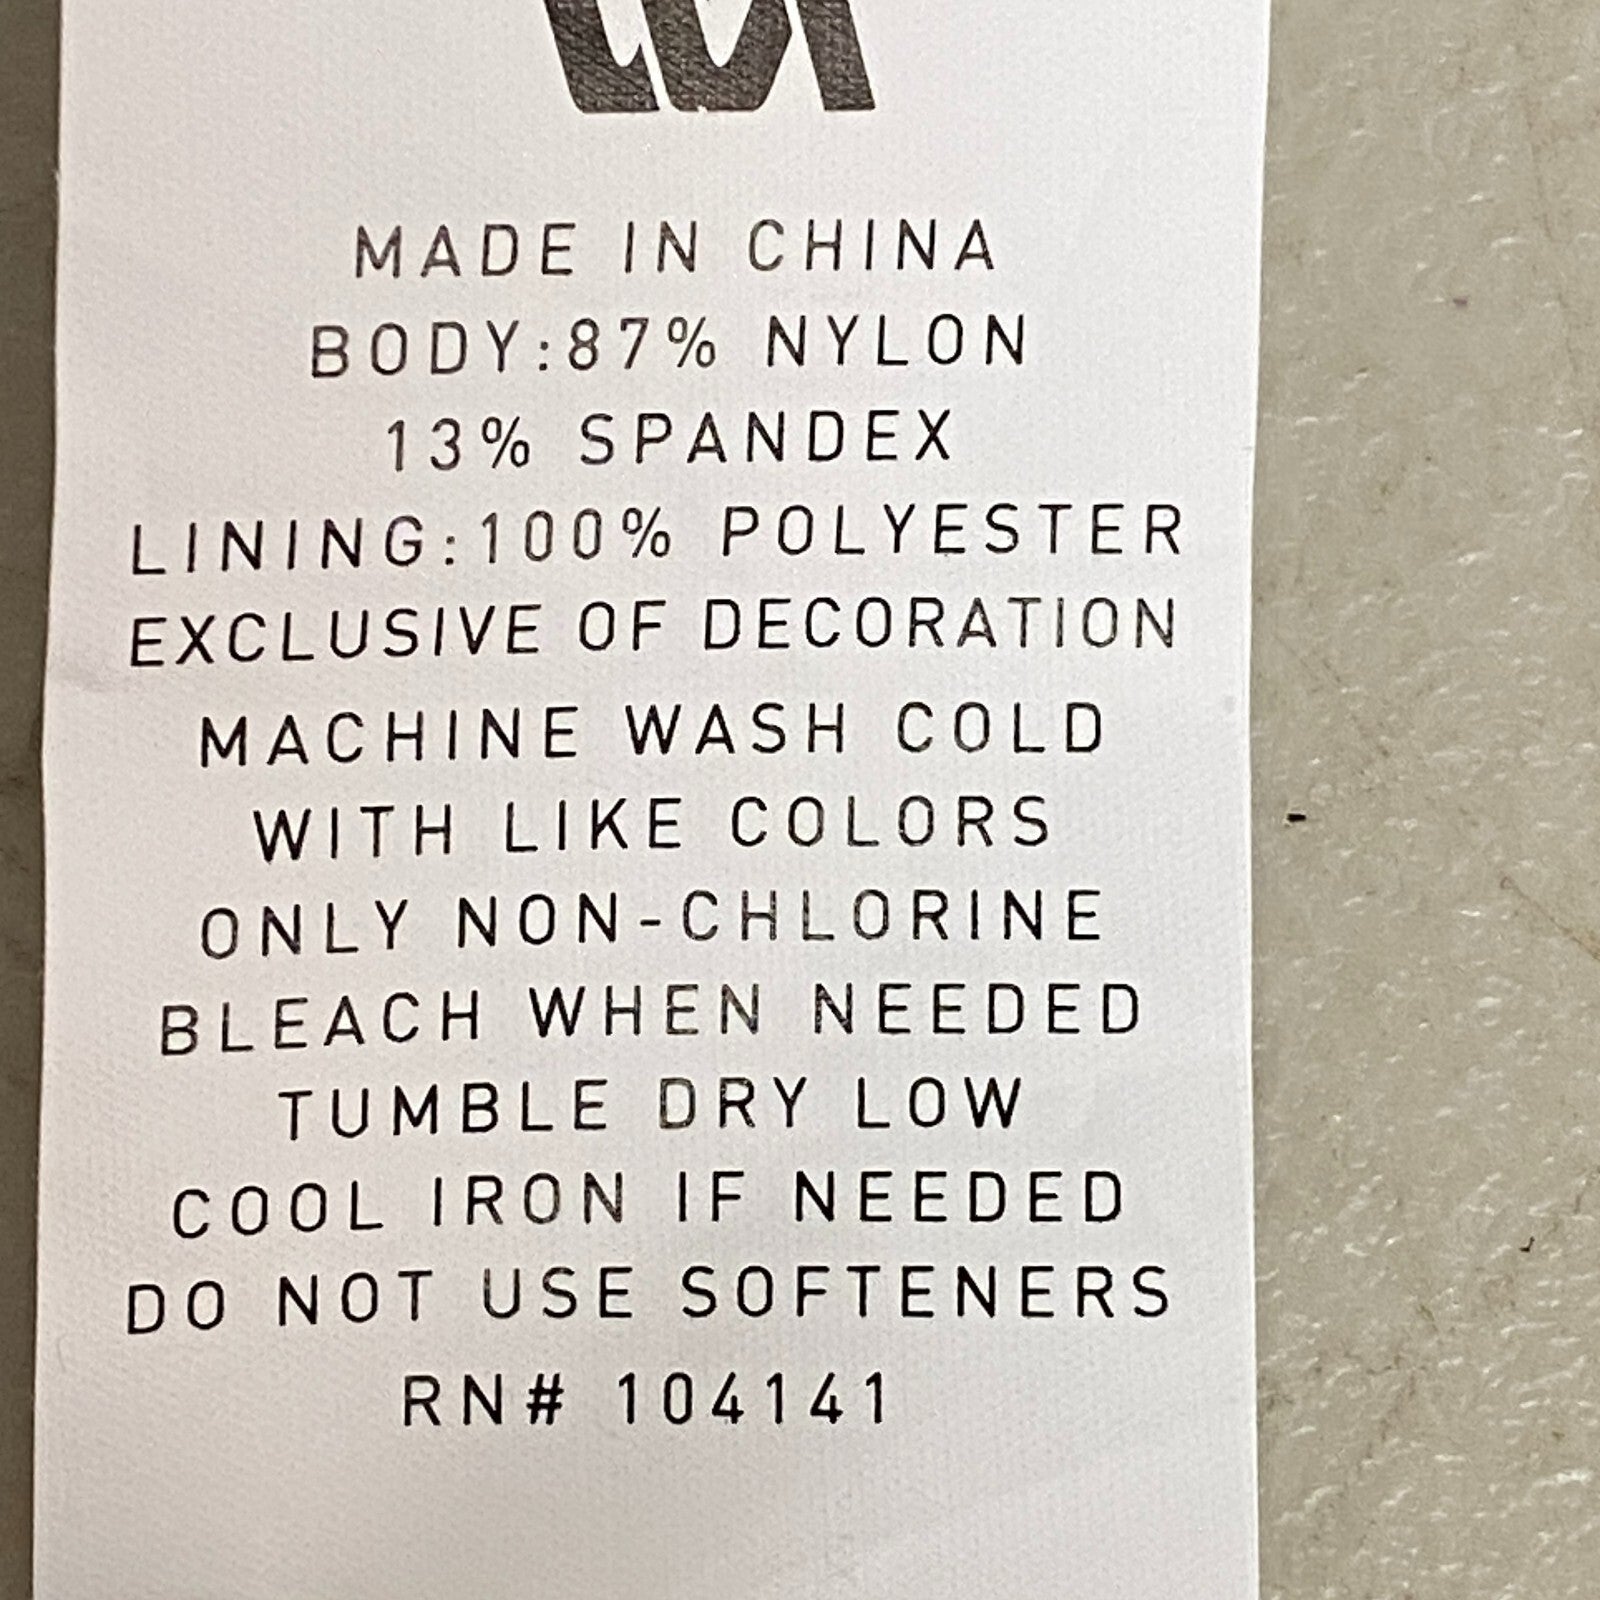 MADE IN CHINA
BODY:87% NYLON
13% SPANDEX
LINING:100% POLYESTER
EXCLUSIVE OF DECORATION
MACHINE WASH COLD
WITH LIKE COLORS
ONLY NON-CHLORINE
BLEACH WHEN NEEDED
TUMBLE DRY LOW
COOL IRON IF NEEDED
DO NOT USE SOFTENERS
RN# 104141